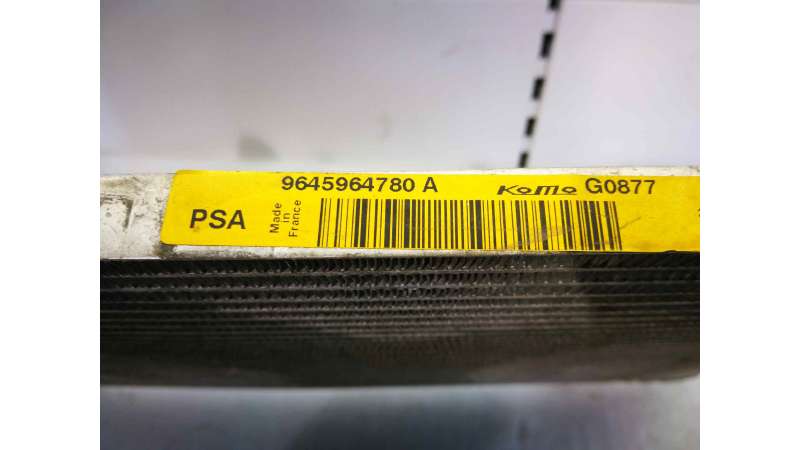 9645964780 A KOMO G0877
PSA
Made
in
France